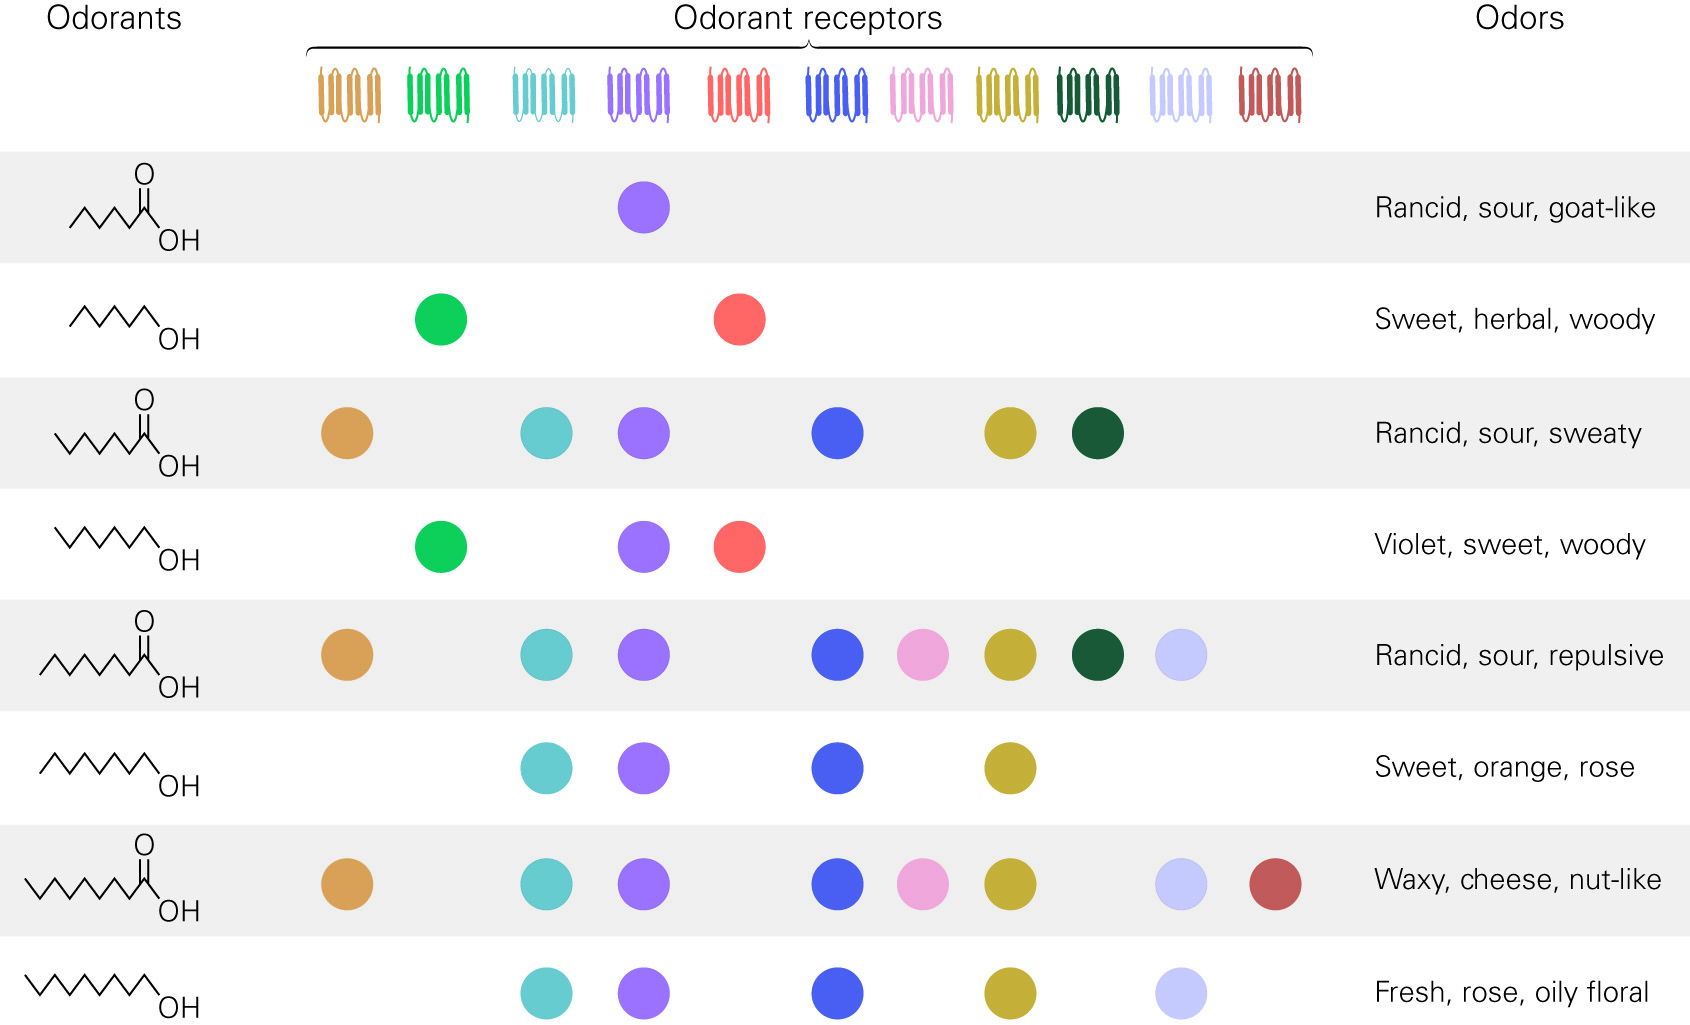 Odorants
Odorant receptors
Odors
O
OH
Rancid, sour, goat-like
OH
Sweet, herbal, woody
O
OH
Rancid, sour, sweaty
OH
Violet, sweet, woody
O
OH
Rancid, sour, repulsive
OH
Sweet, orange, rose
O
OH
Waxy, cheese, nut-like
OH
Fresh, rose, oily floral